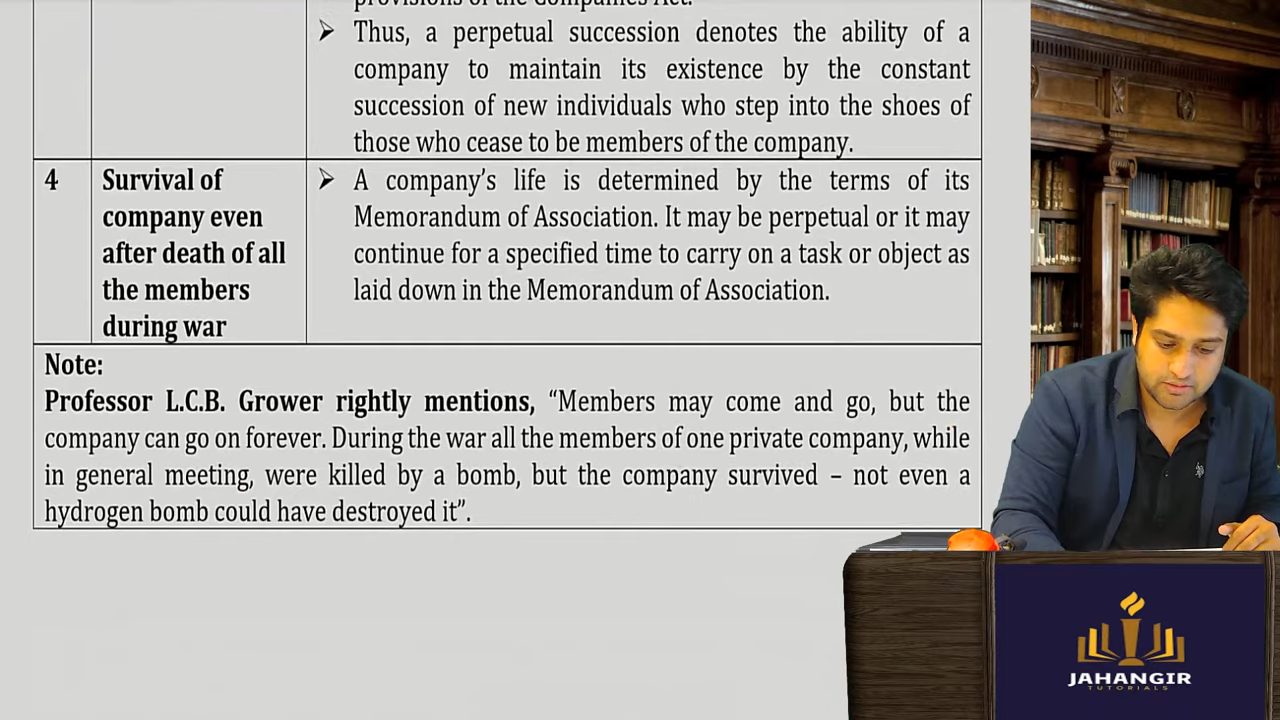 provisions of the Companies Act.
➢ Thus, a perpetual succession denotes the ability of a
company to maintain its existence by the constant
succession of new individuals who step into the shoes of
those who cease to be members of the company.
4 Survival of
company even
after death of all
the members
during war
➢ A company’s life is determined by the terms of its
Memorandum of Association. It may be perpetual or it may
continue for a specified time to carry on a task or object as
laid down in the Memorandum of Association.
Note:
Professor L.C.B. Grower rightly mentions, “Members may come and go, but the
company can go on forever. During the war all the members of one private company, while
in general meeting, were killed by a bomb, but the company survived – not even a
hydrogen bomb could have destroyed it”.
JAHANGIR
TUTORIALS